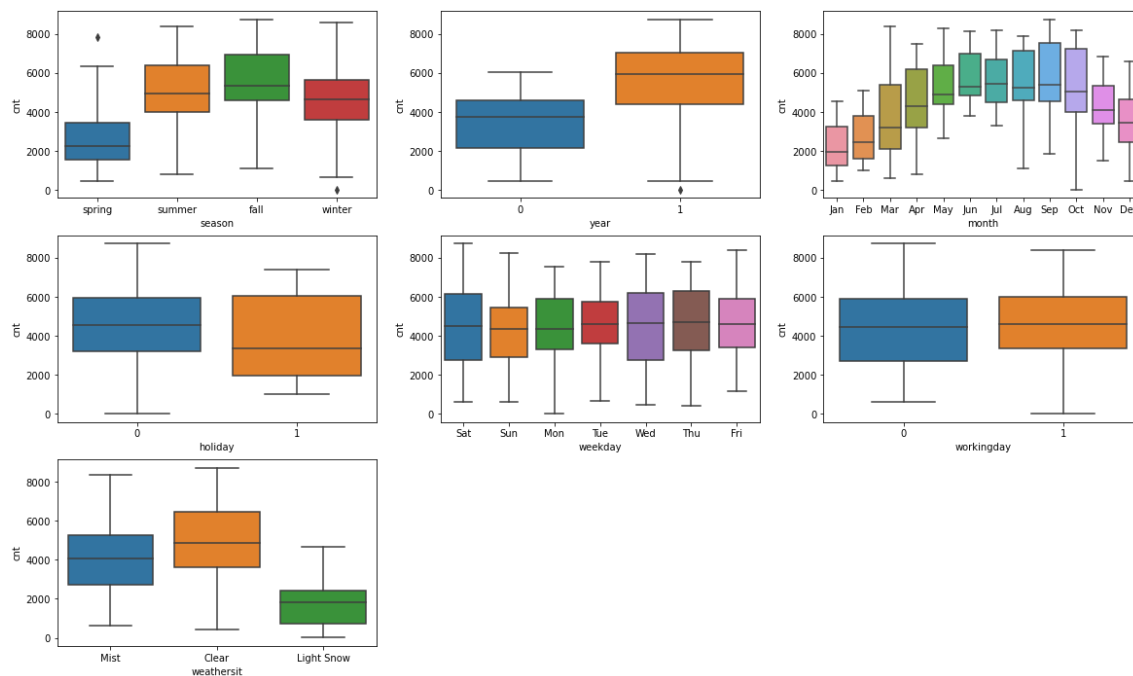 8000
6000
4000
2000
0
cnt
spring summer fall winter
season
8000
6000
4000
2000
0
cnt
0 1
year
8000
6000
4000
2000
0
cnt
Jan Feb Mar Apr May Jun Jul Aug Sep Oct Nov De
month
8000
6000
4000
2000
0
cnt
0 1
holiday
8000
6000
4000
2000
0
cnt
Sat Sun Mon Tue Wed Thu Fri
weekday
8000
6000
4000
2000
0
cnt
0 1
workingday
8000
6000
4000
2000
0
cnt
Mist Clear Light Snow
weathersit